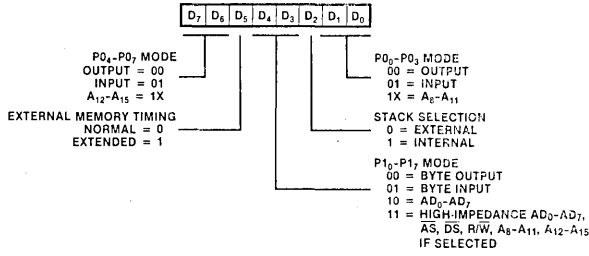 D7 D6 D5 D4 D3 D2 D1 D0
P04-P07 MODE
OUTPUT = 00
INPUT = 01
A12-A15 = 1X
EXTERNAL MEMORY TIMING
NORMAL = 0
EXTENDED = 1
P00-P03 MODE
00 = OUTPUT
01 = INPUT
1X = A8-A11
STACK SELECTION
0 = EXTERNAL
1 = INTERNAL
P10-P17 MODE
00 = BYTE OUTPUT
01 = BYTE INPUT
10 = AD0-AD7
11 = HIGH-IMPEDANCE AD0-AD7,
A̅S̅, D̅S̅, R/W̅, A8-A11, A12-A15
IF SELECTED